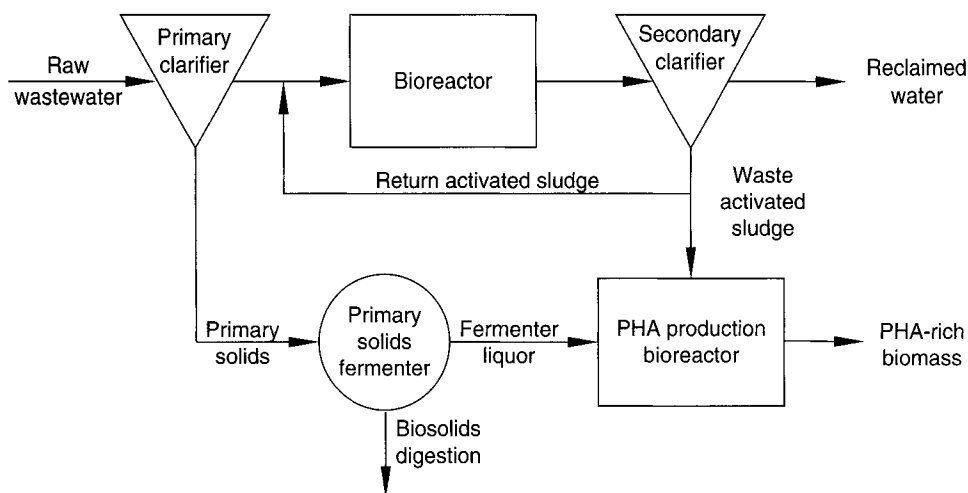 Primary
clarifier
Secondary
clarifier
Raw
wastewater
Bioreactor
Reclaimed
water
Return activated sludge
Waste
activated
sludge
Primary
solids
Primary
solids
fermenter
Fermenter
liquor
PHA production
bioreactor
PHA-rich
biomass
Biosolids
digestion